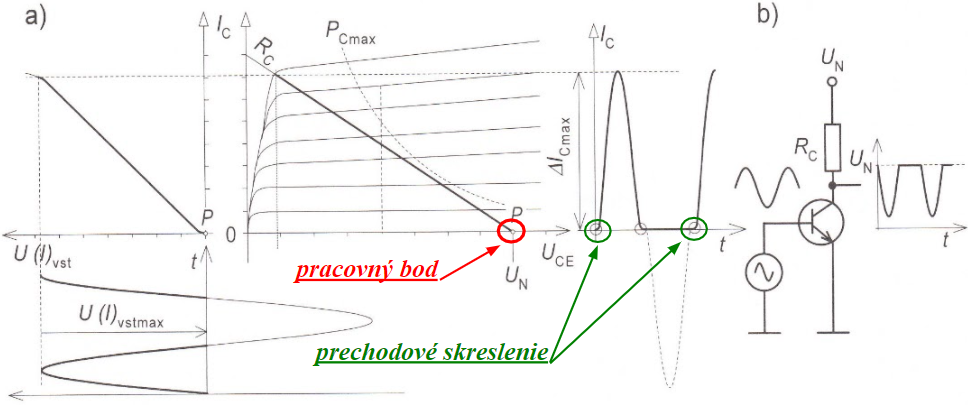 a)
I_C
R_C
P_Cmax
I_C
b)
U_N
ΔI_Cmax
R_C
U_N
P
0
P
U (I)_vst
t
U_CE
t
t
pracovný bod
U_N
U (I)_vstmax
prechodové skreslenie